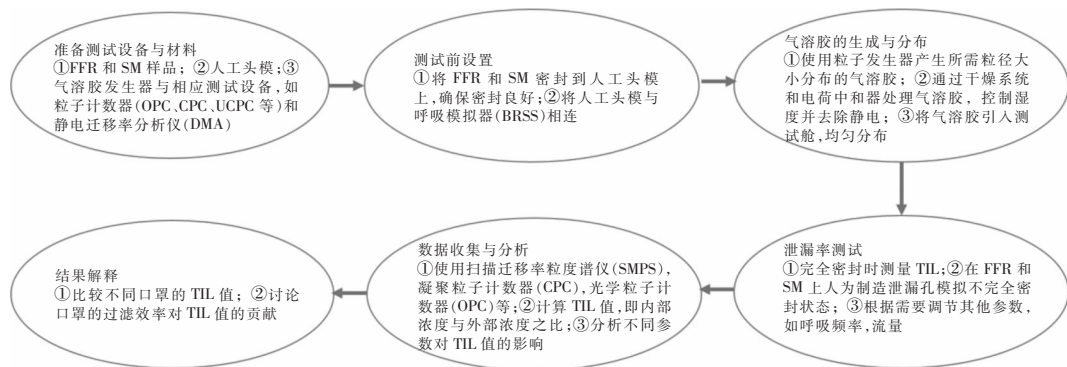 准备测试设备与材料
①FFR 和 SM 样品；②人工头模；③
气溶胶发生器与相应测试设备，如
粒子计数器(OPC、CPC、UCPC 等)和
静电迁移率分析仪(DMA)
测试前设置
①将 FFR 和 SM 密封到人工头模
上，确保密封良好；②将人工头模与
呼吸模拟器(BRSS)相连
气溶胶的生成与分布
①使用粒子发生器产生所需粒径大
小分布的气溶胶；②通过干燥系统
和电荷中和器处理气溶胶，控制湿
度并去除静电；③将气溶胶引入测
试舱，均匀分布
泄漏率测试
①完全密封时测量 TIL；②在 FFR 和
SM 上人为制造泄漏孔模拟不完全密
封状态；③根据需要调节其他参数，
如呼吸频率，流量
数据收集与分析
①使用扫描迁移率粒度谱仪(SMPS)，
凝聚粒子计数器(CPC)，光学粒子计
数器(OPC)等；②计算 TIL 值，即内部
浓度与外部浓度之比；③分析不同参
数对 TIL 值的影响
结果解释
①比较不同口罩的 TIL 值；②讨论
口罩的过滤效率对 TIL 值的贡献